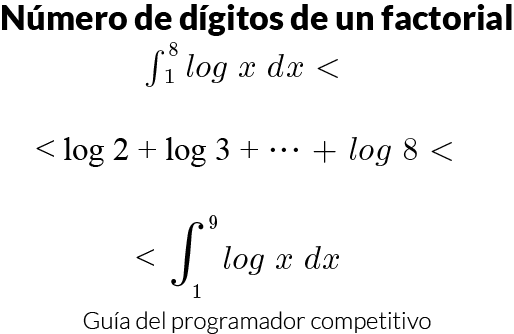 Número de dígitos de un factorial
∫₁⁸ log x dx <
< log 2 + log 3 + ··· + log 8 <
< ∫₁⁹ log x dx
Guía del programador competitivo